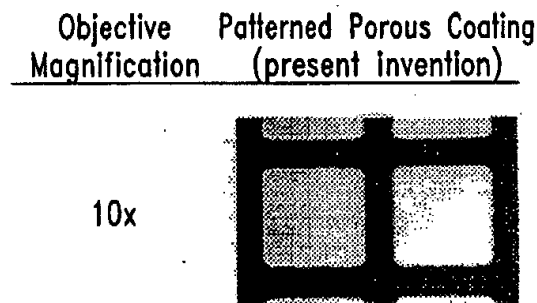 Objective Patterned Porous Coating
Magnification (present invention)
10x